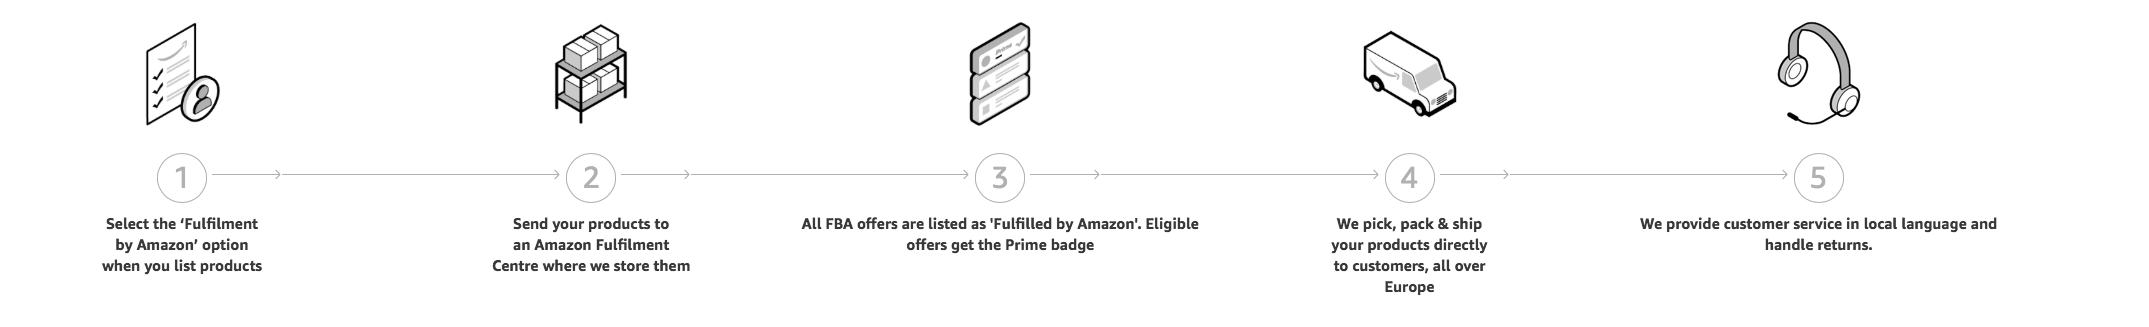 Prime
1
2
3
4
5
Select the ‘Fulfilment
by Amazon’ option
when you list products
Send your products to
an Amazon Fulfilment
Centre where we store them
All FBA offers are listed as 'Fulfilled by Amazon'. Eligible
offers get the Prime badge
We pick, pack & ship
your products directly
to customers, all over
Europe
We provide customer service in local language and
handle returns.